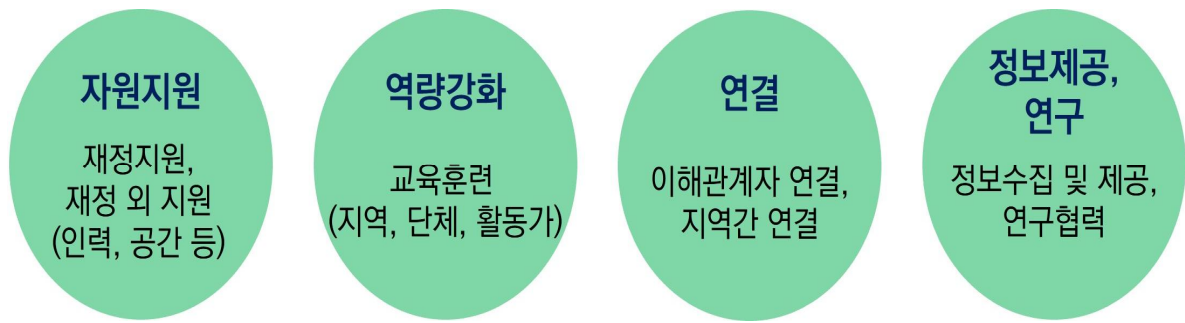 자원지원
재정지원,
재정 외 지원
(인력, 공간 등)
역량강화
교육훈련
(지역, 단체, 활동가)
연결
이해관계자 연결,
지역간 연결
정보제공,
연구
정보수집 및 제공,
연구협력